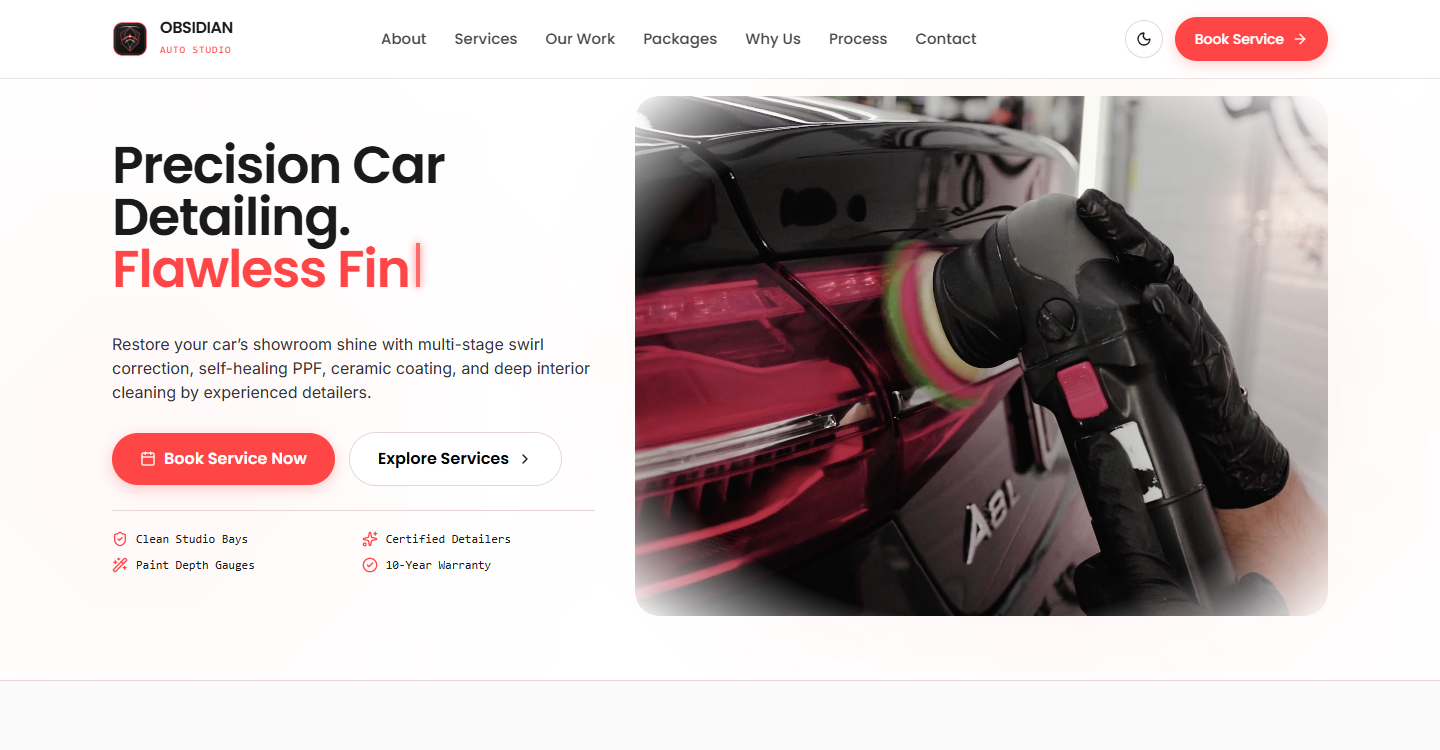 OBSIDIAN
AUTO STUDIO
About Services Our Work Packages Why Us Process Contact
Book Service
Precision Car
Detailing.
Flawless Fin
Restore your car’s showroom shine with multi-stage swirl
correction, self-healing PPF, ceramic coating, and deep interior
cleaning by experienced detailers.
Book Service Now
Explore Services
Clean Studio Bays
Certified Detailers
Paint Depth Gauges
10-Year Warranty
A8L